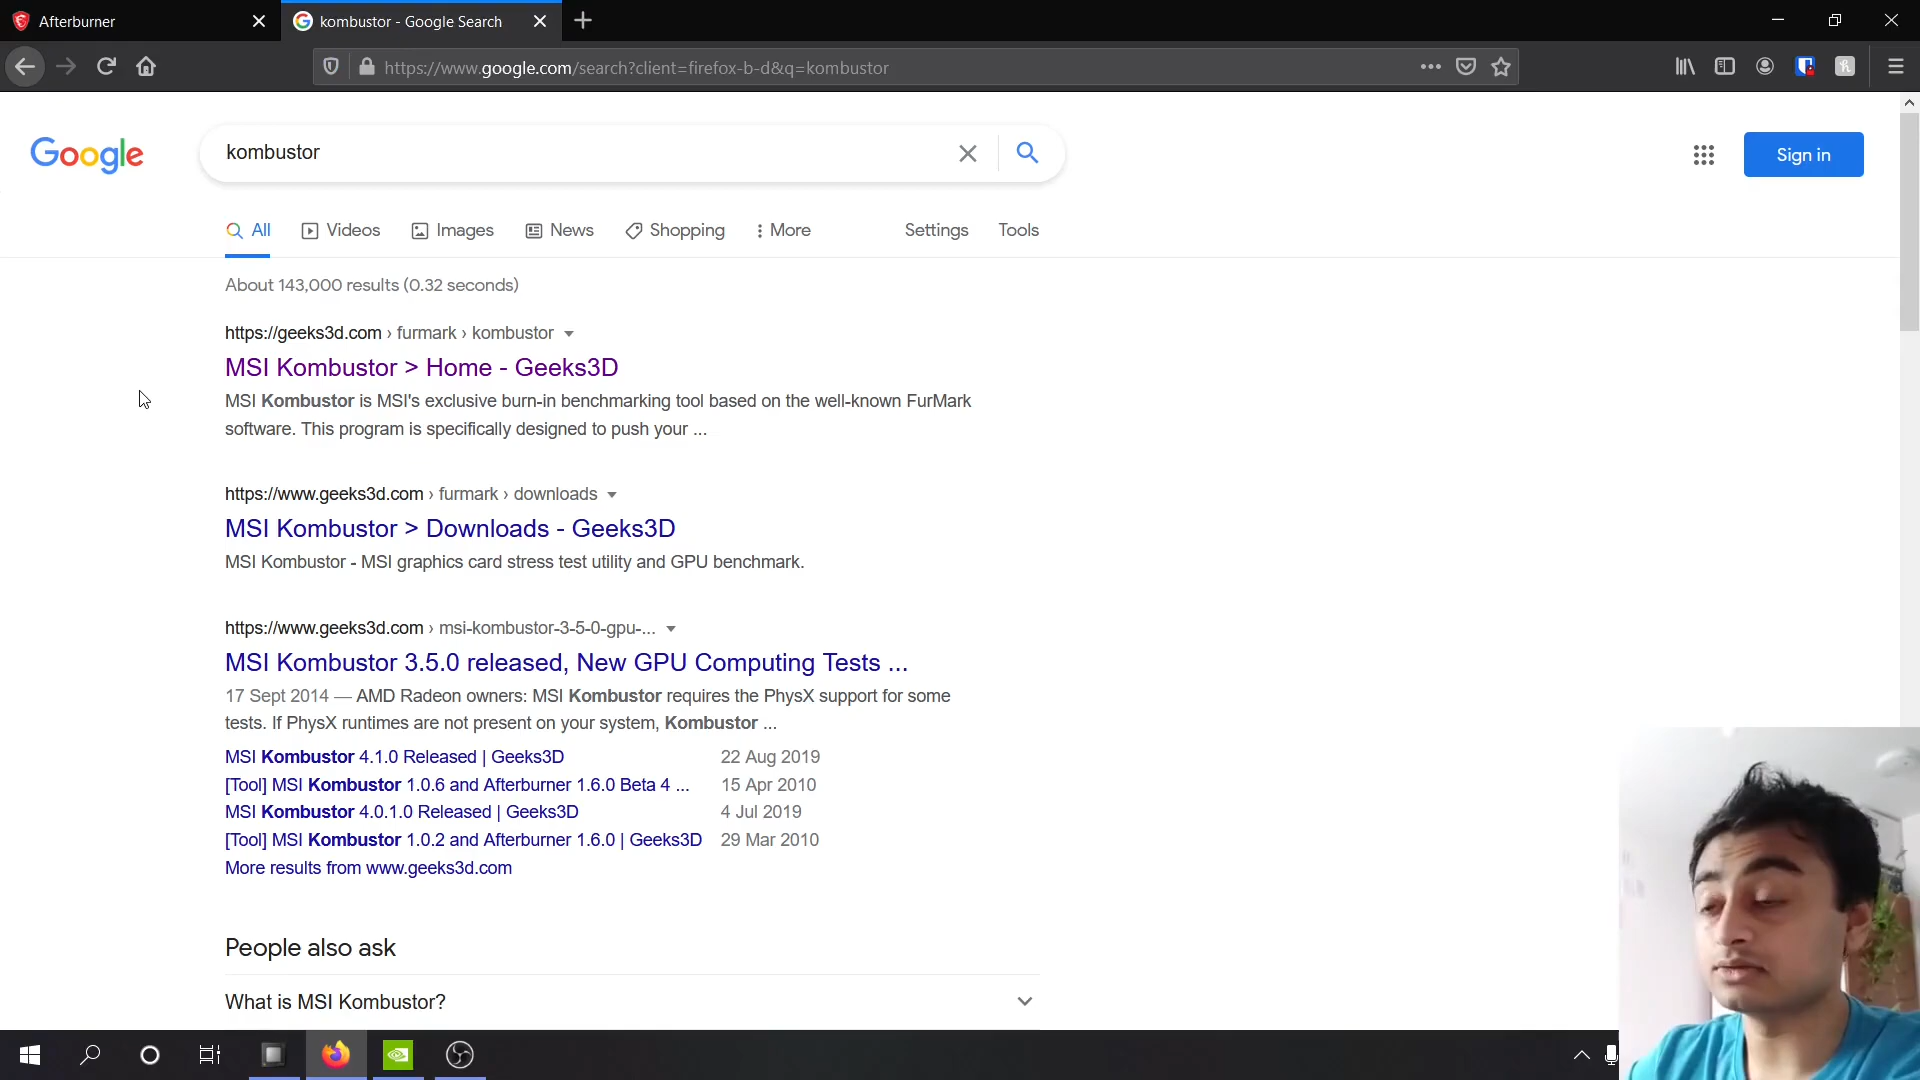 Afterburner
kombustor - Google Search
https://www.google.com/search?client=firefox-b-d&q=kombustor
Google
kombustor
Sign in
All
Videos
Images
News
Shopping
More
Settings
Tools
About 143,000 results (0.32 seconds)
https://geeks3d.com › furmark › kombustor
MSI Kombustor > Home - Geeks3D
MSI Kombustor is MSI's exclusive burn-in benchmarking tool based on the well-known FurMark
software. This program is specifically designed to push your ...
https://www.geeks3d.com › furmark › downloads
MSI Kombustor > Downloads - Geeks3D
MSI Kombustor - MSI graphics card stress test utility and GPU benchmark.
https://www.geeks3d.com › msi-kombustor-3-5-0-gpu-...
MSI Kombustor 3.5.0 released, New GPU Computing Tests ...
17 Sept 2014 — AMD Radeon owners: MSI Kombustor requires the PhysX support for some
tests. If PhysX runtimes are not present on your system, Kombustor ...
MSI Kombustor 4.1.0 Released | Geeks3D 22 Aug 2019
[Tool] MSI Kombustor 1.0.6 and Afterburner 1.6.0 Beta 4 ... 15 Apr 2010
MSI Kombustor 4.0.1.0 Released | Geeks3D 4 Jul 2019
[Tool] MSI Kombustor 1.0.2 and Afterburner 1.6.0 | Geeks3D 29 Mar 2010
More results from www.geeks3d.com
People also ask
What is MSI Kombustor?